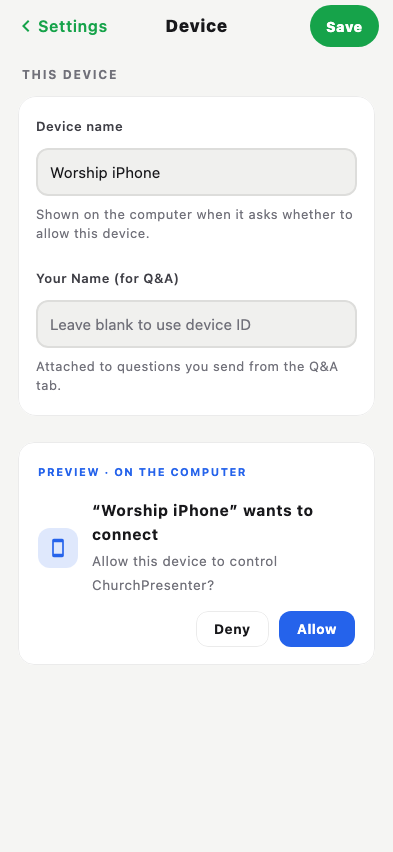 Settings
Device
Save
THIS DEVICE
Device name
Worship iPhone
Shown on the computer when it asks whether to
allow this device.
Your Name (for Q&A)
Leave blank to use device ID
Attached to questions you send from the Q&A
tab.
PREVIEW · ON THE COMPUTER
“Worship iPhone” wants to
connect
Allow this device to control
ChurchPresenter?
Deny
Allow